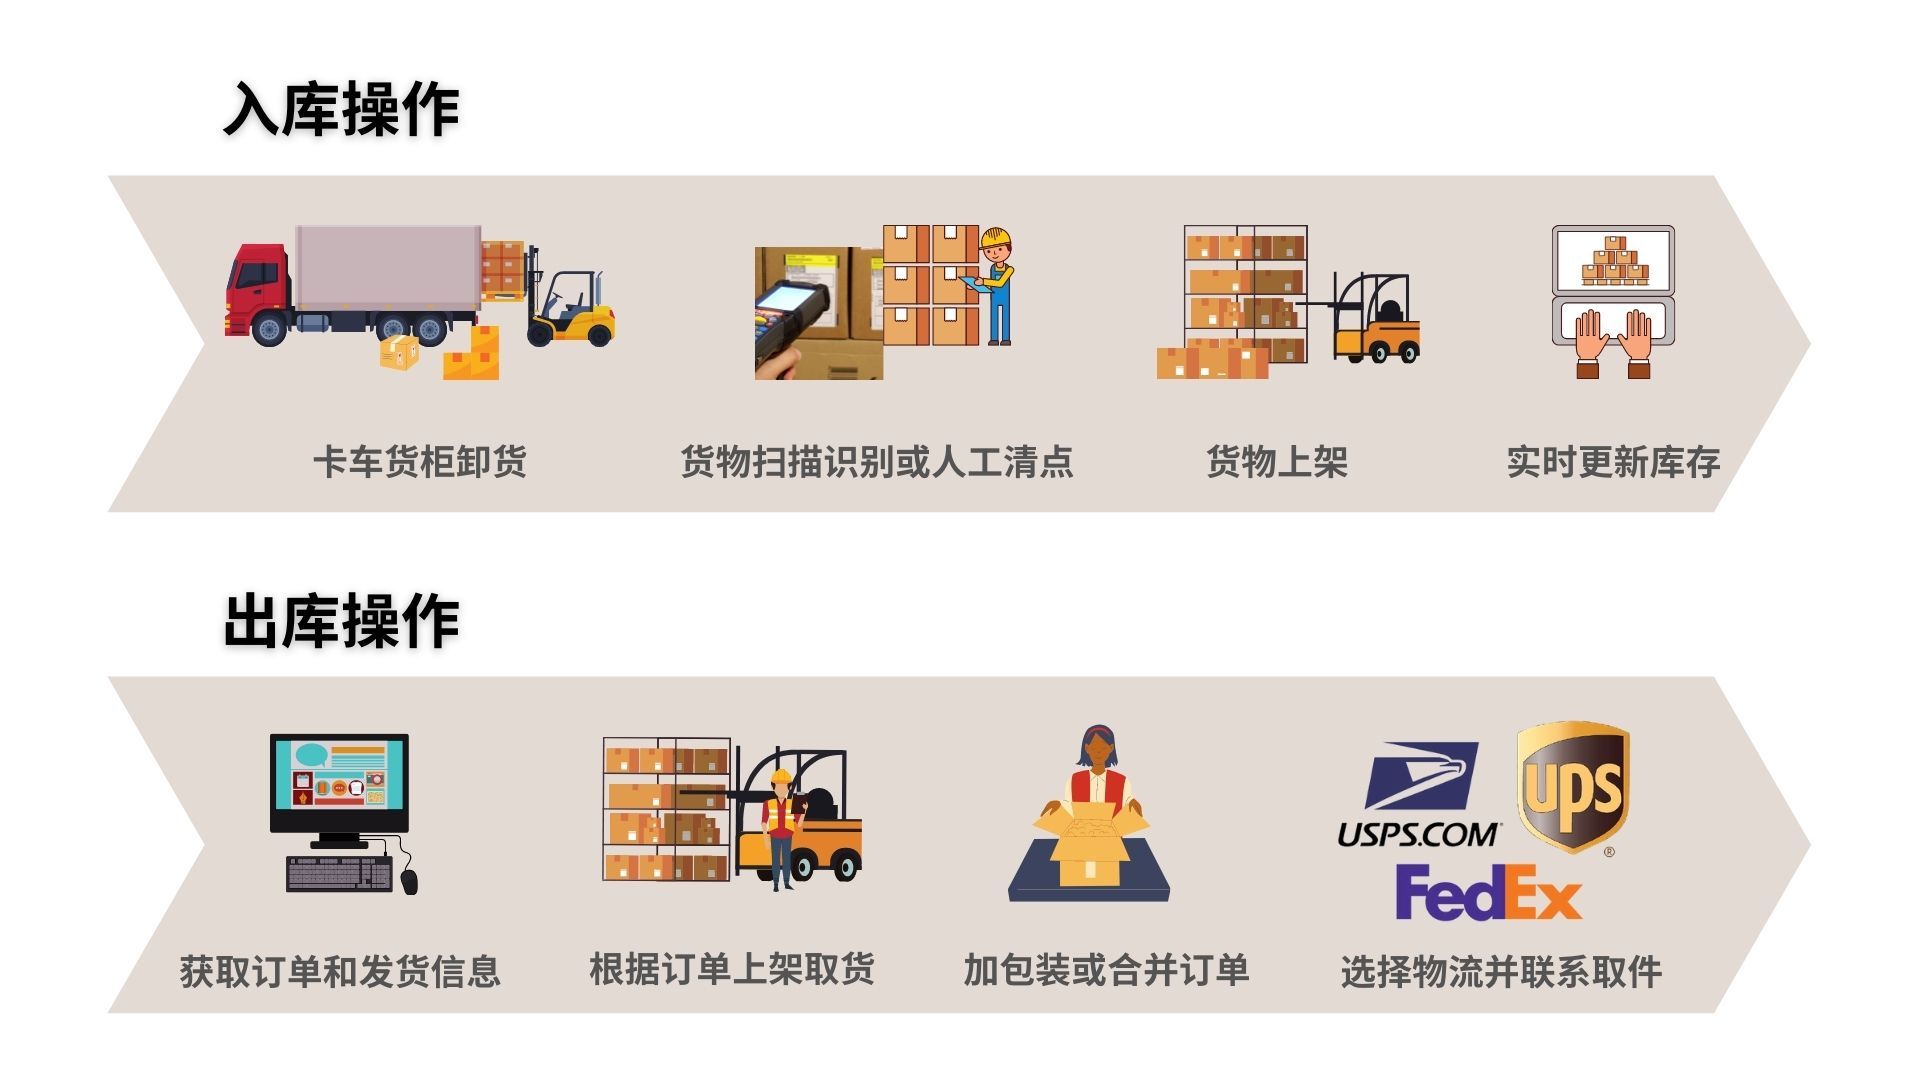 入库操作
卡车货柜卸货
货物扫描识别或人工清点
货物上架
实时更新库存
出库操作
USPS.COM
ups
®
FedEx
获取订单和发货信息
根据订单上架取货
加包装或合并订单
选择物流并联系取件